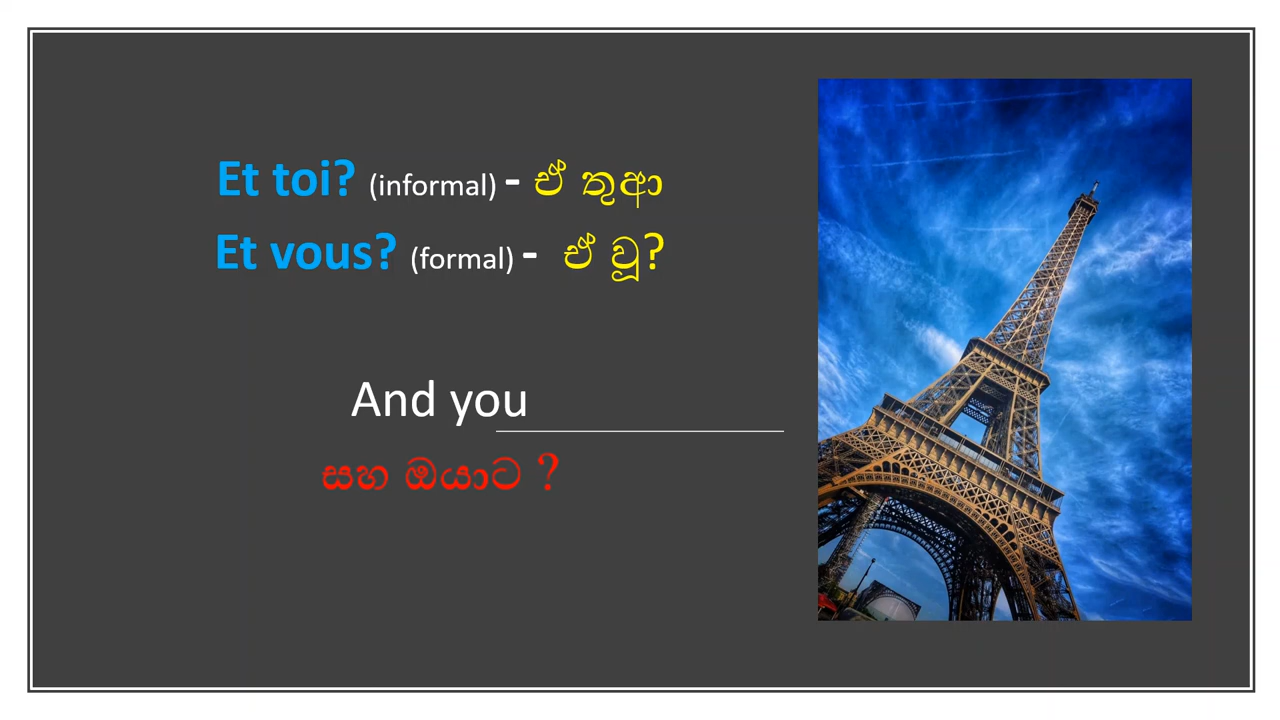 Et toi? (informal) - ඒ තුආ
Et vous? (formal) - ඒ වූ?
And you
සහ ඔයාට ?